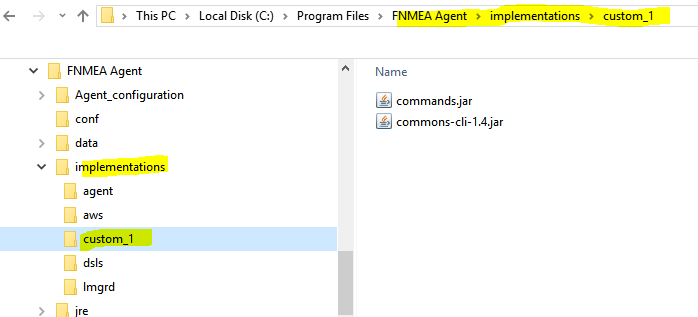 This PC > Local Disk (C:) > Program Files > FNMEA Agent > implementations > custom_1
FNMEA Agent
Agent_configuration
conf
data
implementations
agent
aws
custom_1
dsls
lmgrd
jre
Name
commands.jar
commons-cli-1.4.jar